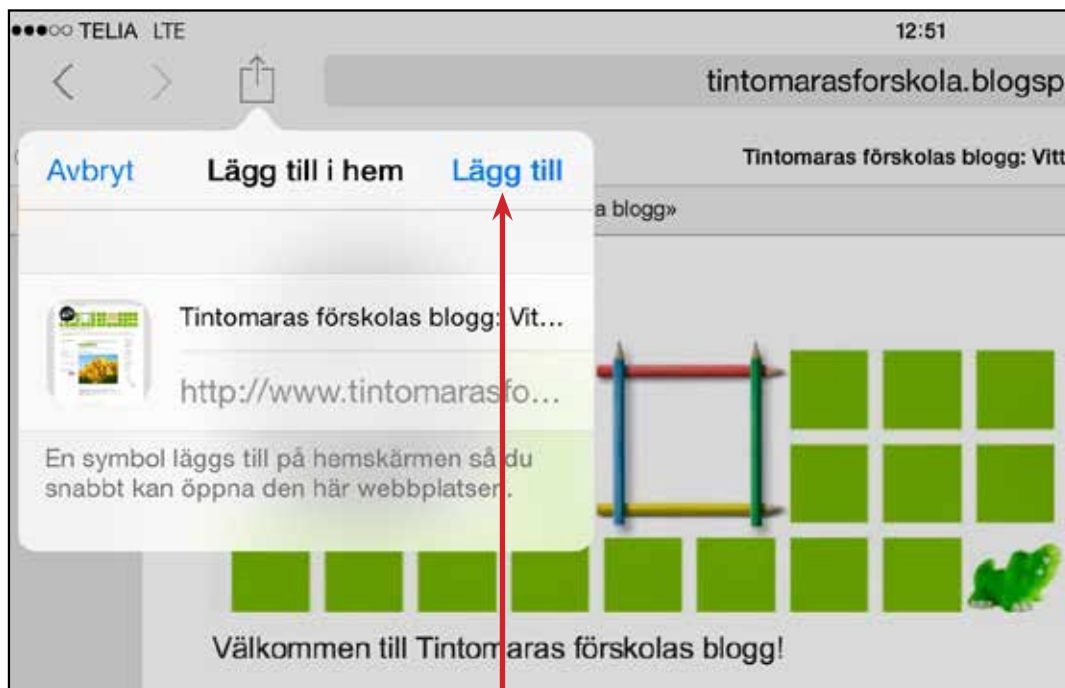 TELIA LTE 12:51
tintomarasforskola.blogsp
Avbryt Lägg till i hem Lägg till
Tintomaras förskolas blogg: Vitt
a blogg»
Tintomaras förskolas blogg: Vit...
http://www.tintomarasfo...
En symbol läggs till på hemskärmen så du
snabbt kan öppna den här webbplatsen.
Välkommen till Tintomaras förskolas blogg!